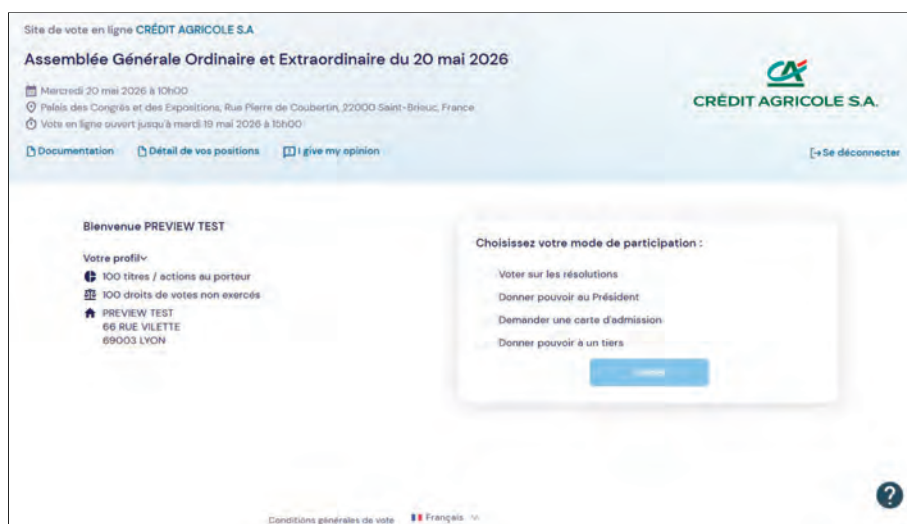 Site de vote en ligne CRÉDIT AGRICOLE S.A
Assemblée Générale Ordinaire et Extraordinaire du 20 mai 2026
Mercredi 20 mai 2026 à 10h00
Palais des Congrès et des Expositions, Rue Pierre de Coubertin, 22000 Saint-Brieuc, France
Vote en ligne ouvert jusqu'à mardi 19 mai 2026 à 15h00
CRÉDIT AGRICOLE S.A.
Documentation Détail de vos positions I give my opinion Se déconnecter
Bienvenue PREVIEW TEST
Votre profil
100 titres / actions au porteur
100 droits de votes non exercés
PREVIEW TEST
66 RUE VILETTE
69003 LYON
Choisissez votre mode de participation :
Voter sur les résolutions
Donner pouvoir au Président
Demander une carte d'admission
Donner pouvoir à un tiers
?
Conditions générales de vote Français